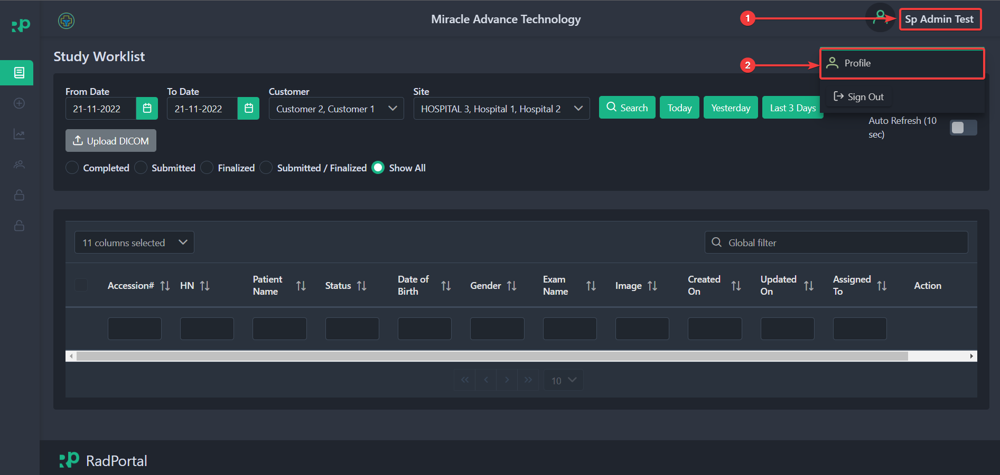 Miracle Advance Technology
1
Sp Admin Test
Study Worklist
2
Profile
Sign Out
From Date
To Date
Customer
Site
21-11-2022
21-11-2022
Customer 2, Customer 1
HOSPITAL 3, Hospital 1, Hospital 2
Search
Today
Yesterday
Last 3 Days
Auto Refresh (10
sec)
Upload DICOM
Completed
Submitted
Finalized
Submitted / Finalized
Show All
11 columns selected
Global filter
Accession#
HN
Patient
Name
Status
Date of
Birth
Gender
Exam
Name
Image
Created
On
Updated
On
Assigned
To
Action
10
RadPortal